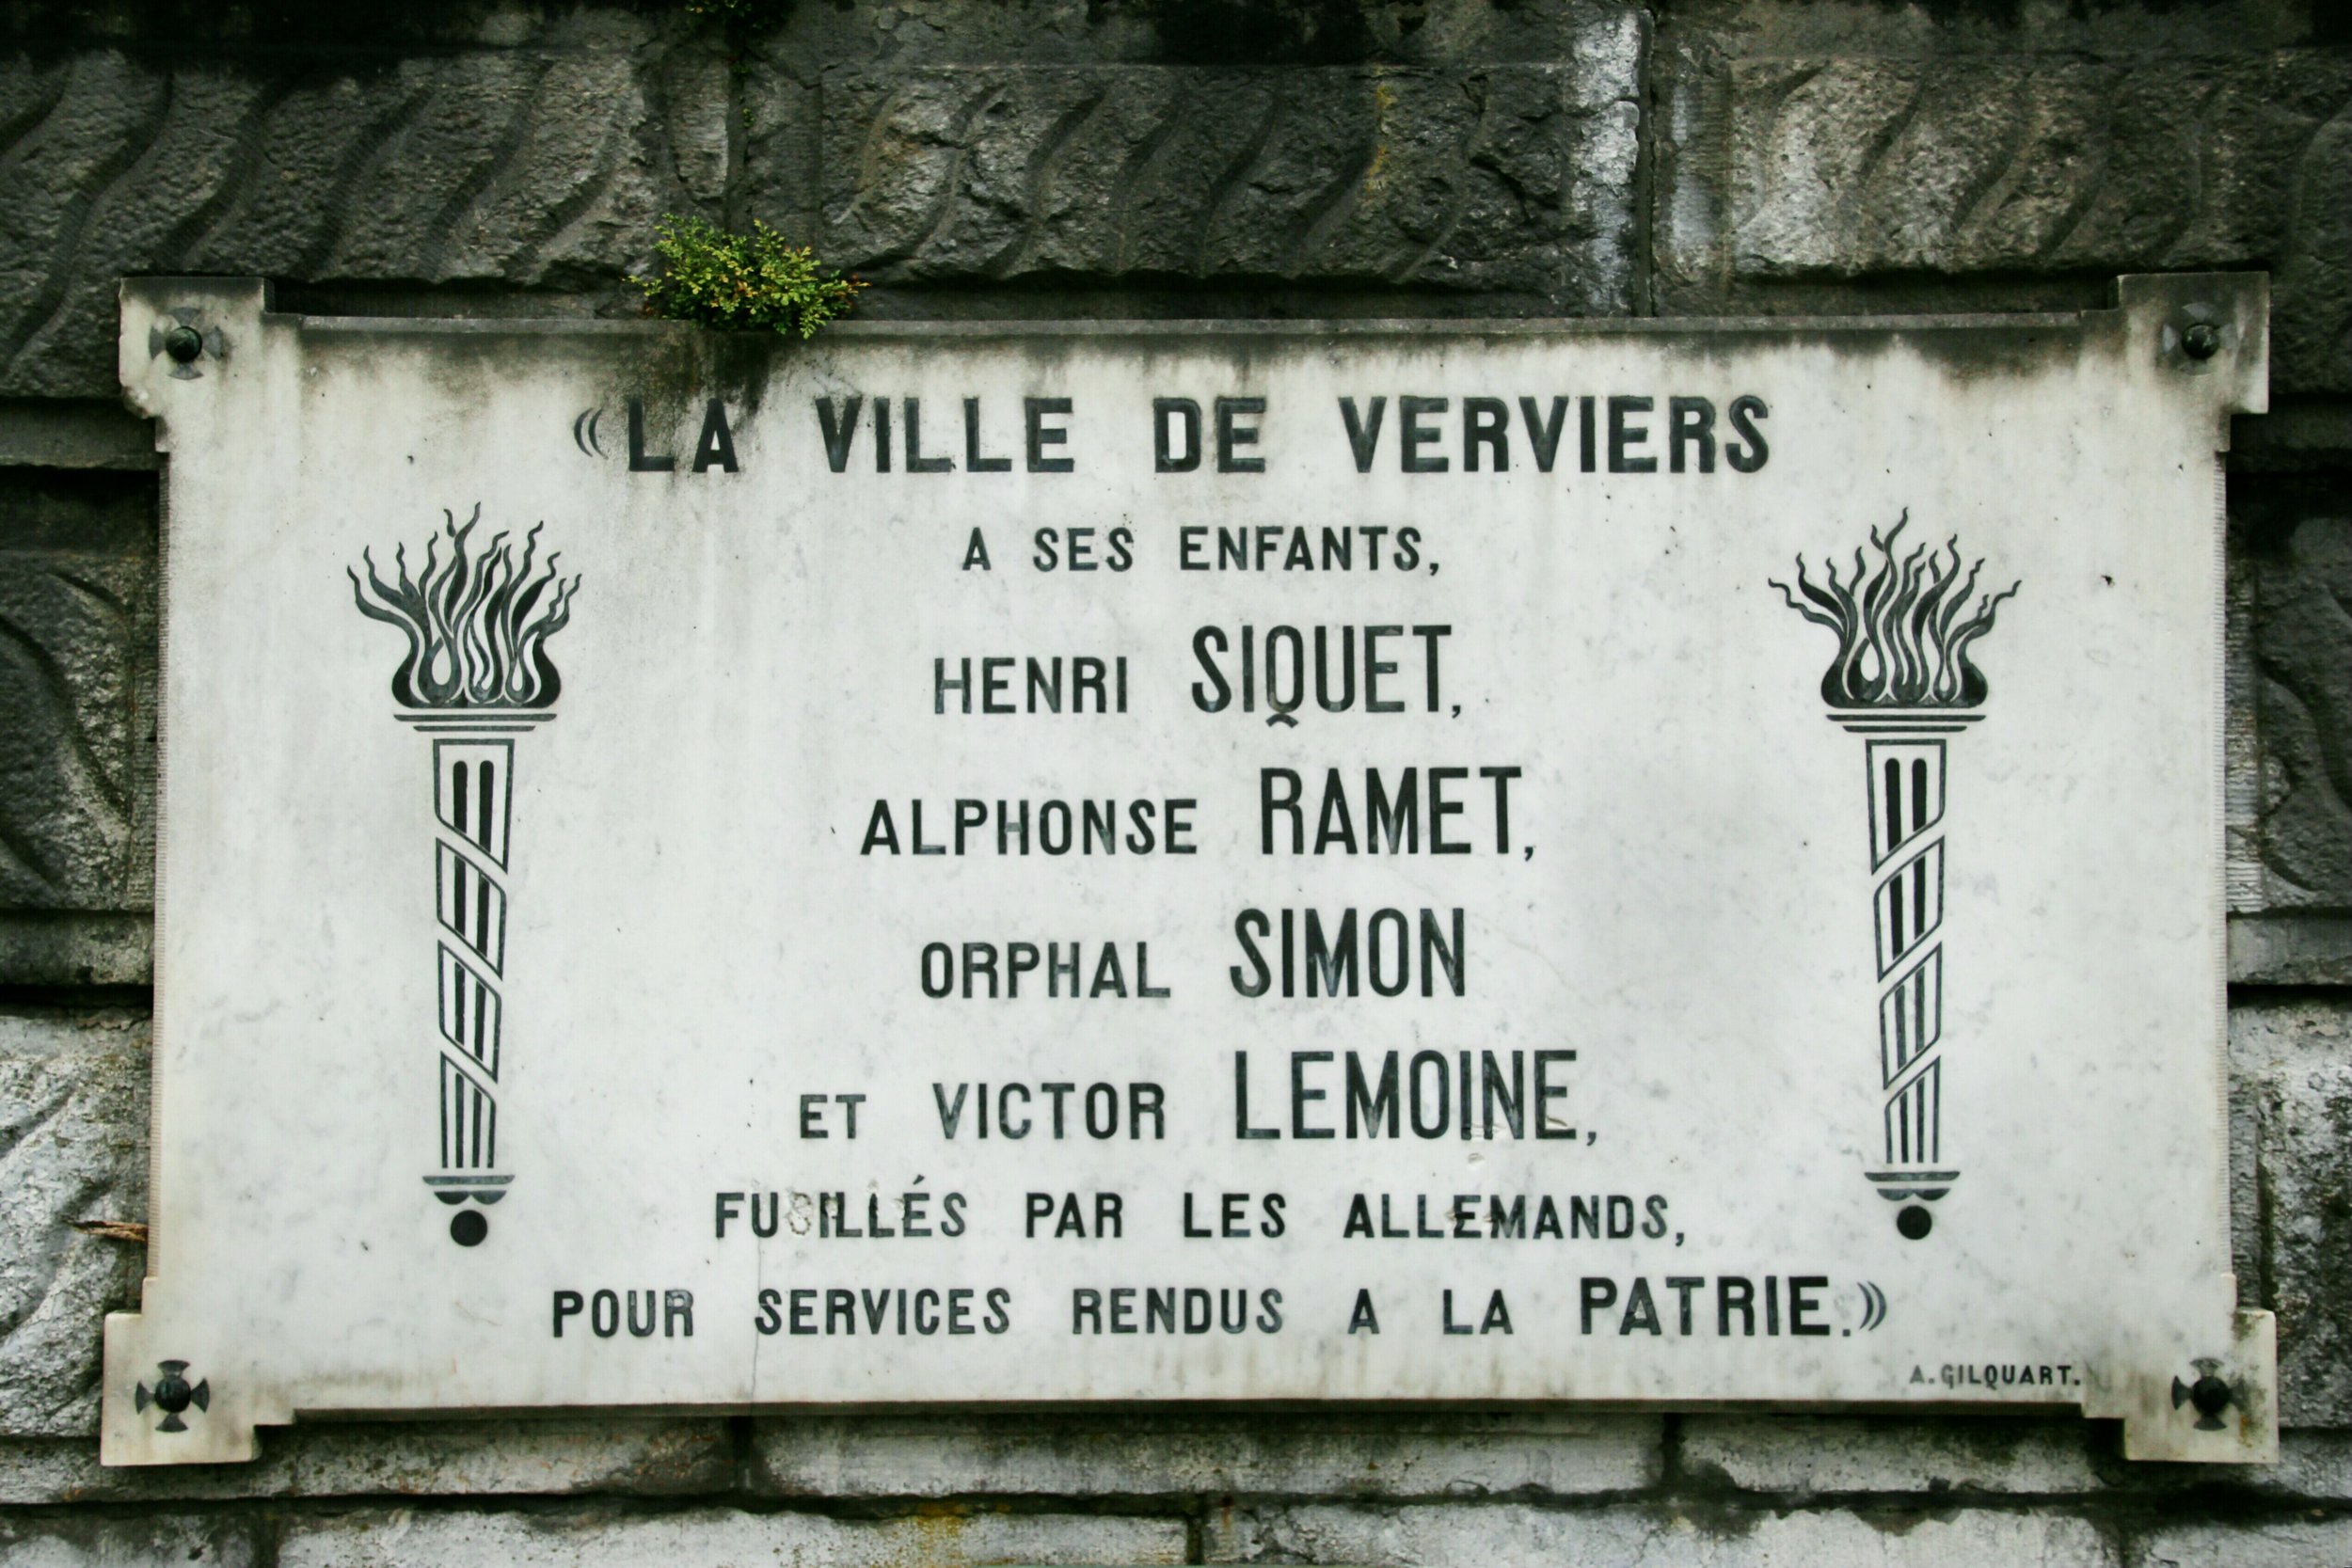 «LA VILLE DE VERVIERS
A SES ENFANTS,
HENRI SIQUET,
ALPHONSE RAMET,
ORPHAL SIMON
ET VICTOR LEMOINE,
FUSILLÉS PAR LES ALLEMANDS,
POUR SERVICES RENDUS A LA PATRIE.»
A. GILQUART.